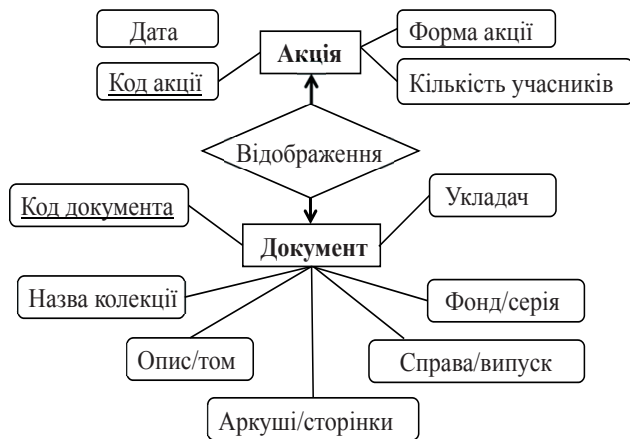 Дата
Акція
Форма акції
Код акції
Кількість учасників
Відображення
Код документа
Укладач
Документ
Назва колекції
Фонд/серія
Опис/том
Справа/випуск
Аркуші/сторінки